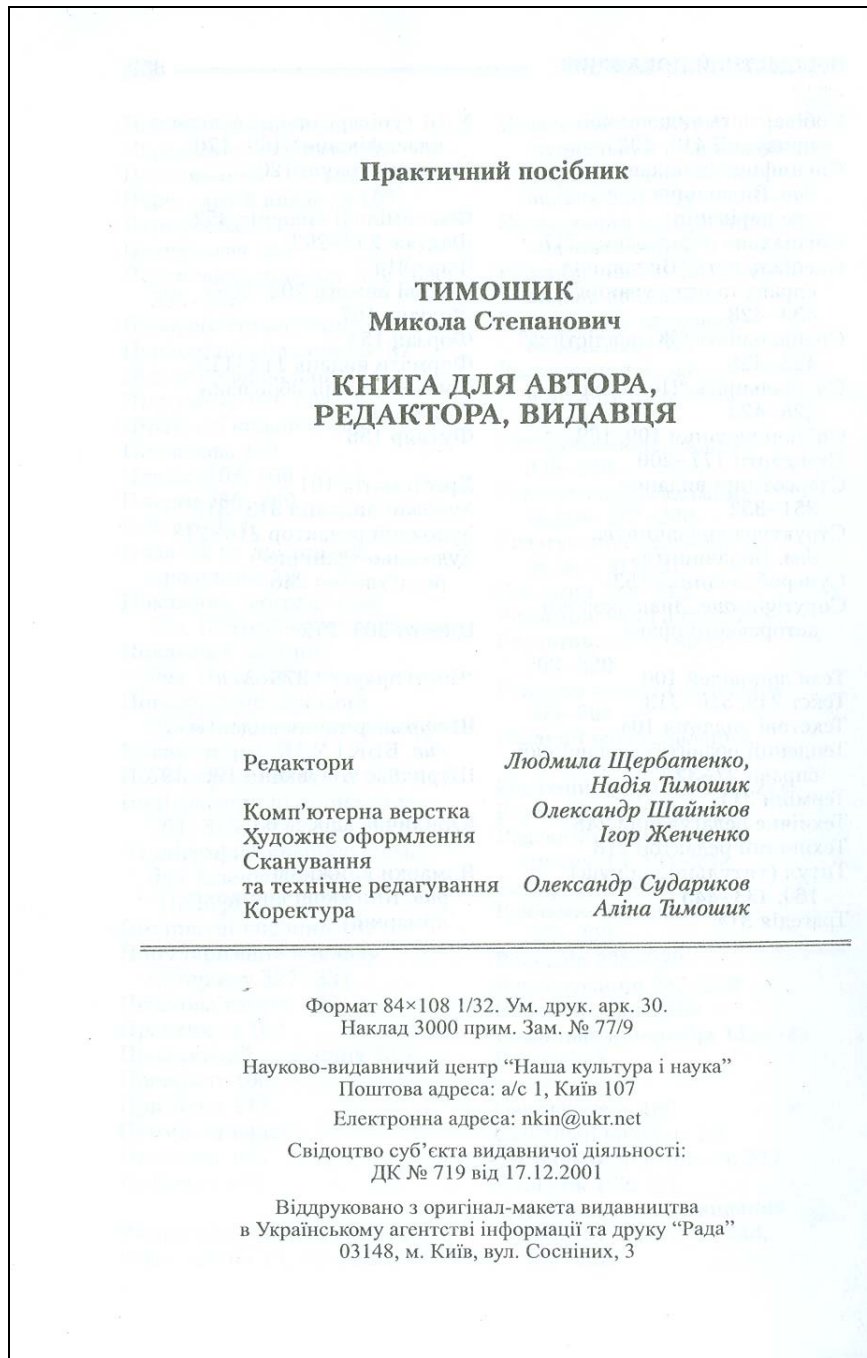 Практичний посібник
ТИМОШИК
Микола Степанович
КНИГА ДЛЯ АВТОРА,
РЕДАКТОРА, ВИДАВЦЯ
Редактори Людмила Щербатенко,
Надія Тимошик
Комп’ютерна верстка Олександр Шайніков
Художнє оформлення Ігор Женченко
Сканування
та технічне редагування Олександр Судариков
Коректура Аліна Тимошик
Формат 84×108 1/32. Ум. друк. арк. 30.
Наклад 3000 прим. Зам. № 77/9
Науково-видавничий центр “Наша культура і наука”
Поштова адреса: а/с 1, Київ 107
Електронна адреса: nkin@ukr.net
Свідоцтво суб’єкта видавничої діяльності:
ДК № 719 від 17.12.2001
Віддруковано з оригінал-макета видавництва
в Українському агентстві інформації та друку “Рада”
03148, м. Київ, вул. Сосніних, 3